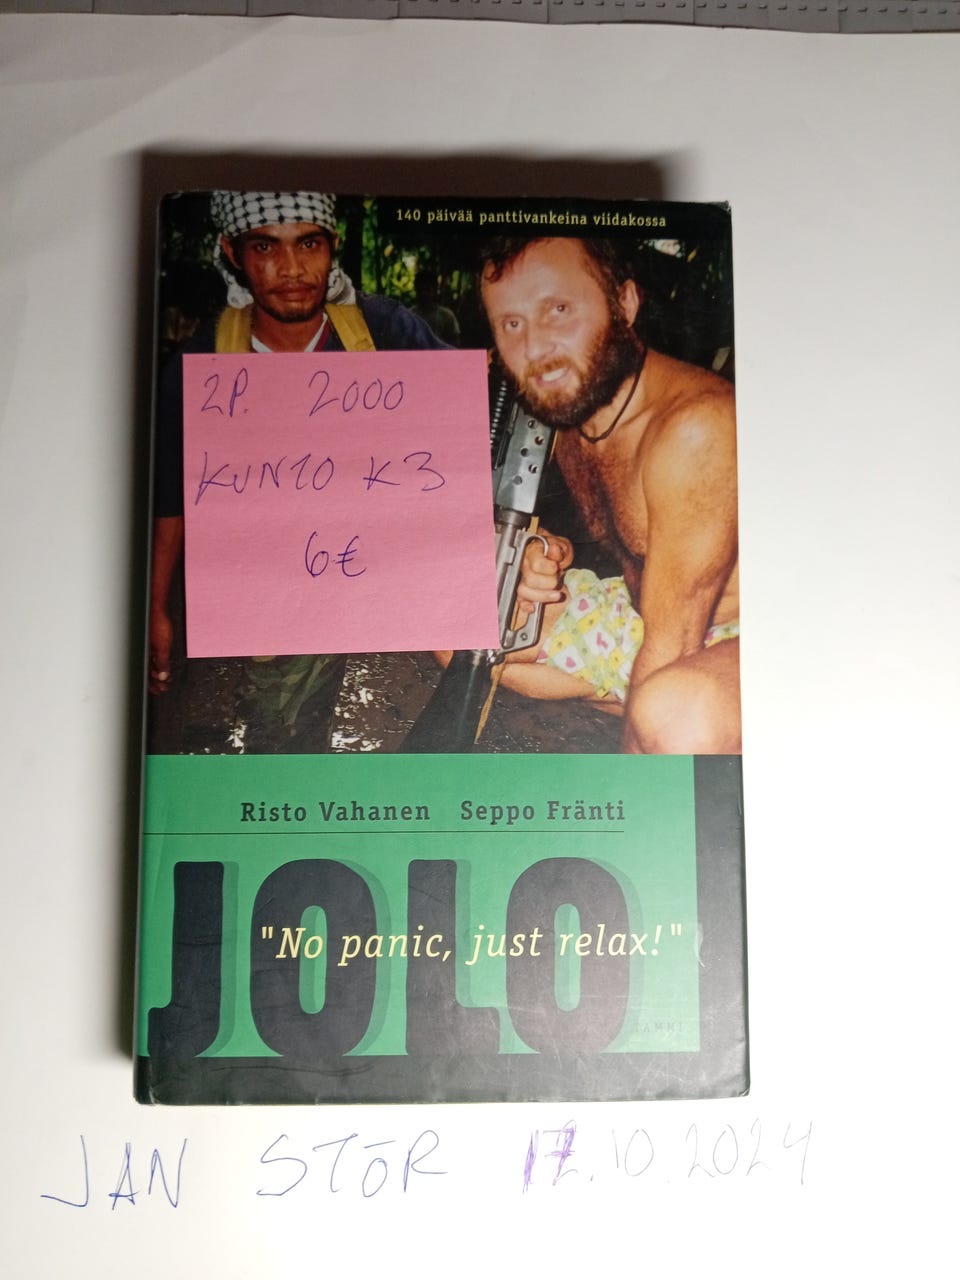 140 päivää panttivankeina viidakossa
2P. 2000
KUNTO K3
6€
Risto Vahanen Seppo Fränti
JOLO
"No panic, just relax!"
TAMMI
JAN STÖR 12.10.2024